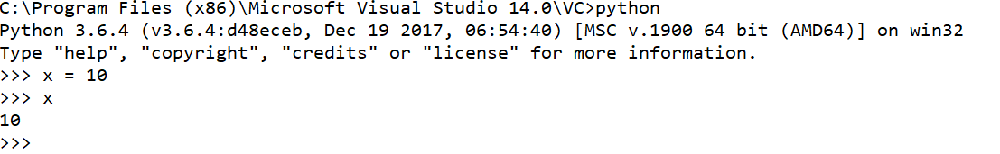 C:\Program Files (x86)\Microsoft Visual Studio 14.0\VC>python
Python 3.6.4 (v3.6.4:d48eceb, Dec 19 2017, 06:54:40) [MSC v.1900 64 bit (AMD64)] on win32
Type "help", "copyright", "credits" or "license" for more information.
>>> x = 10
>>> x
10
>>>